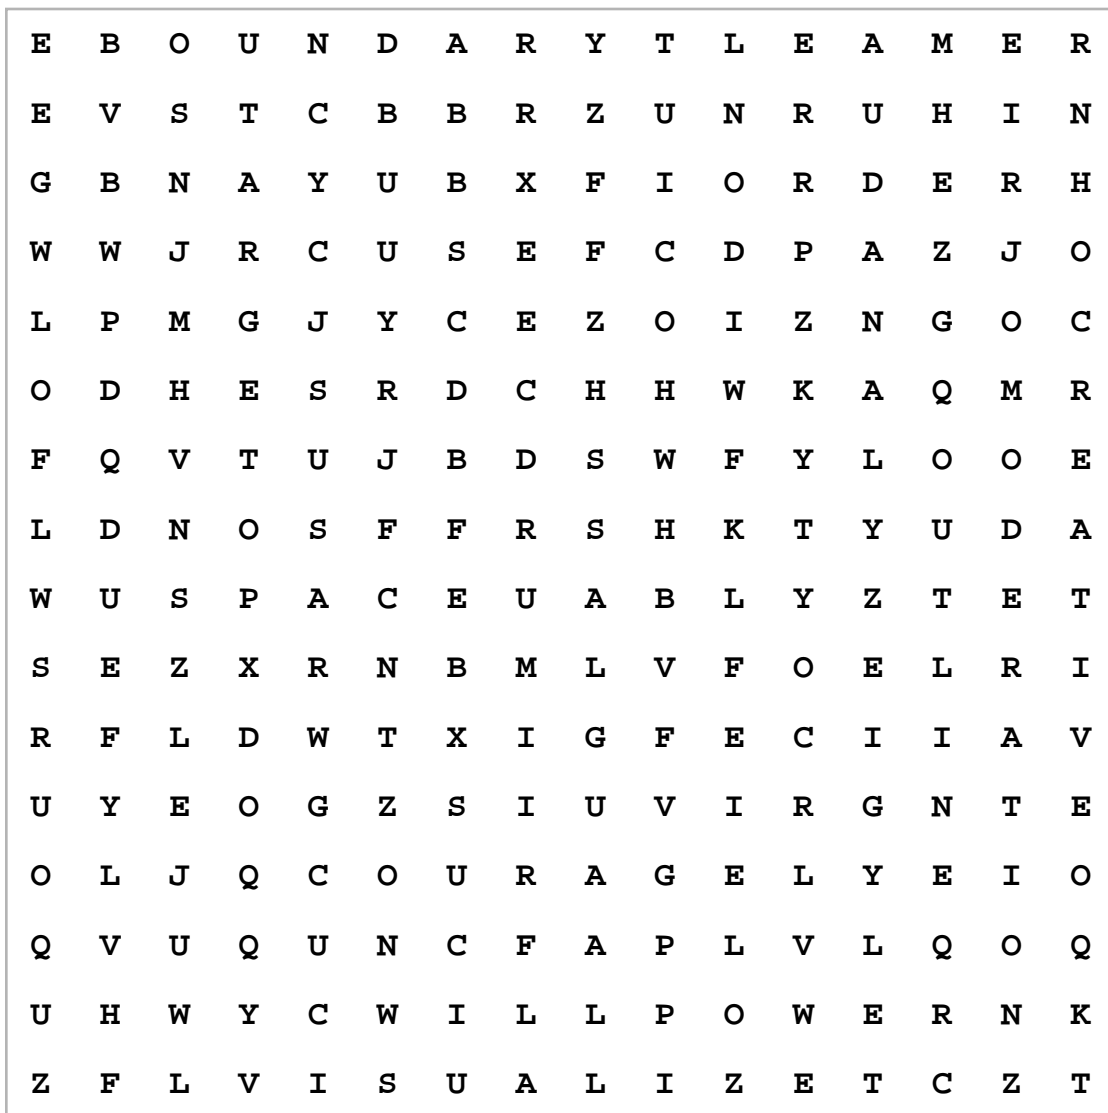 E B O U N D A R Y T L E A M E R
E V S T C B B R Z U N R U H I N
G B N A Y U B X F I O R D E R H
W W J R C U S E F C D P A Z J O
L P M G J Y C E Z O I Z N G O C
O D H E S R D C H H W K A Q M R
F Q V T U J B D S W F Y L O O E
L D N O S F F R S H K T Y U D A
W U S P A C E U A B L Y Z T E T
S E Z X R N B M L V F O E L R I
R F L D W T X I G F E C I I A V
U Y E O G Z S I U V I R G N T E
O L J Q C O U R A G E L Y E I O
Q V U Q U N C F A P L V L Q O Q
U H W Y C W I L L P O W E R N K
Z F L V I S U A L I Z E T C Z T